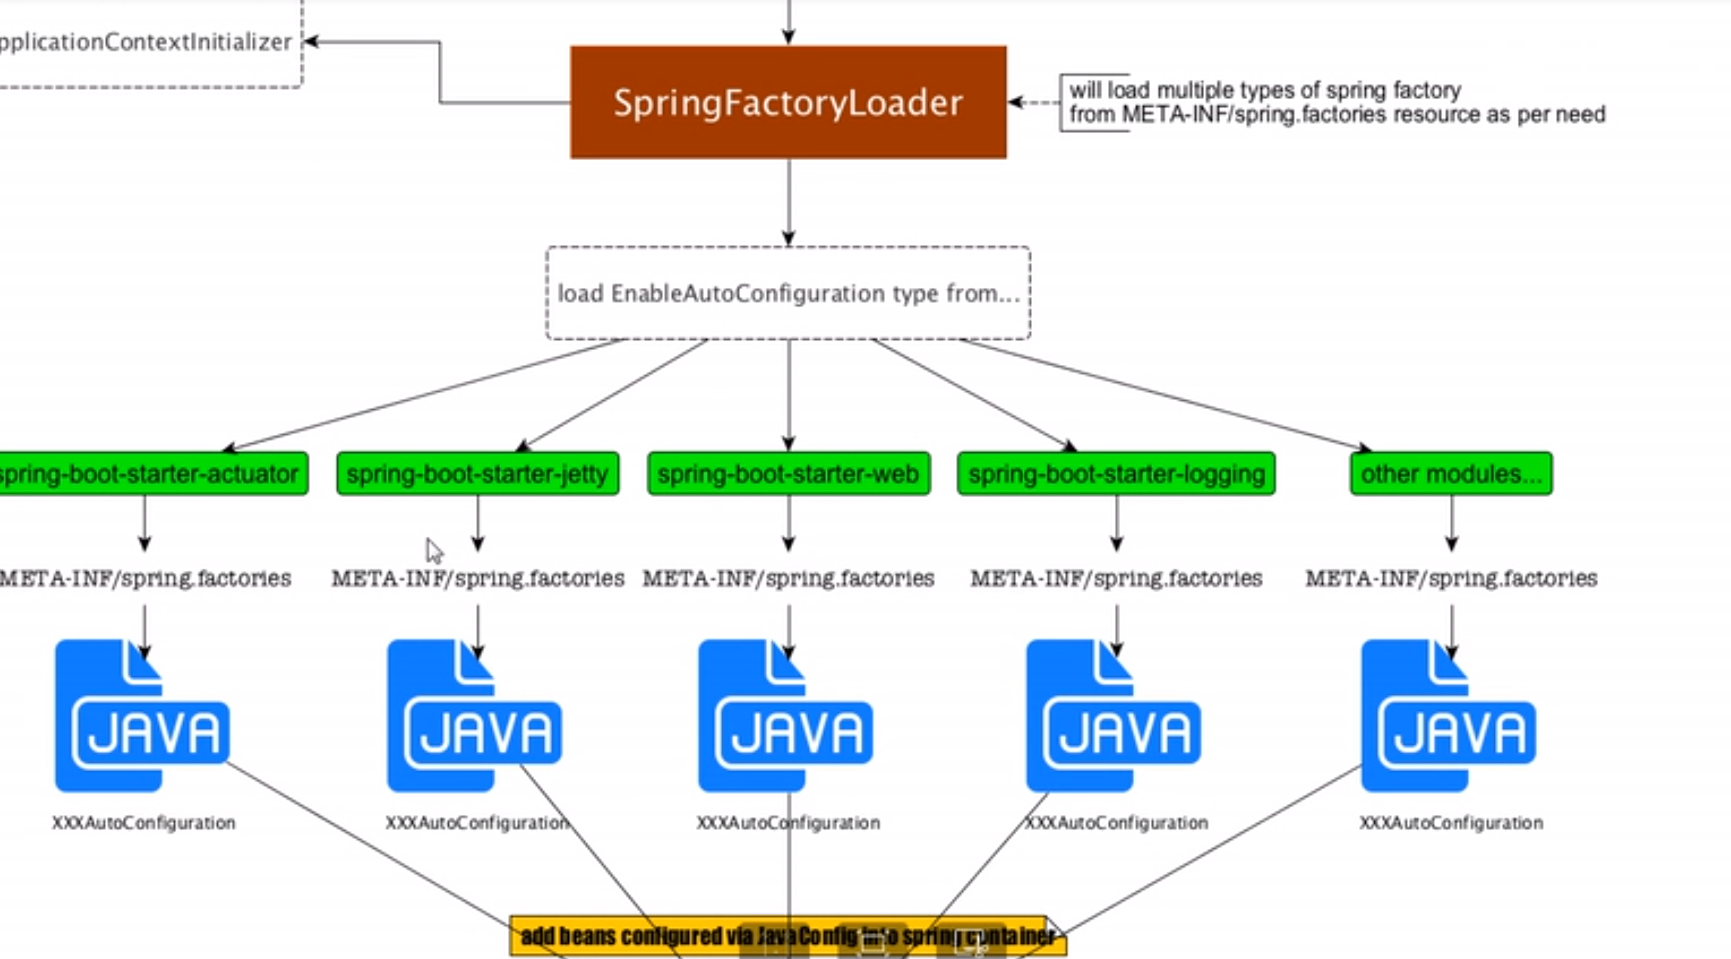 pplicationContextInitializer
SpringFactoryLoader
will load multiple types of spring factory
from META-INF/spring.factories resource as per need
load EnableAutoConfiguration type from...
spring-boot-starter-actuator
spring-boot-starter-jetty
spring-boot-starter-web
spring-boot-starter-logging
other modules...
META-INF/spring.factories
META-INF/spring.factories
META-INF/spring.factories
META-INF/spring.factories
META-INF/spring.factories
JAVA
JAVA
JAVA
JAVA
JAVA
XXXAutoConfiguration
XXXAutoConfiguration
XXXAutoConfiguration
XXXAutoConfiguration
XXXAutoConfiguration
add beans configured via JavaConfig into spring container